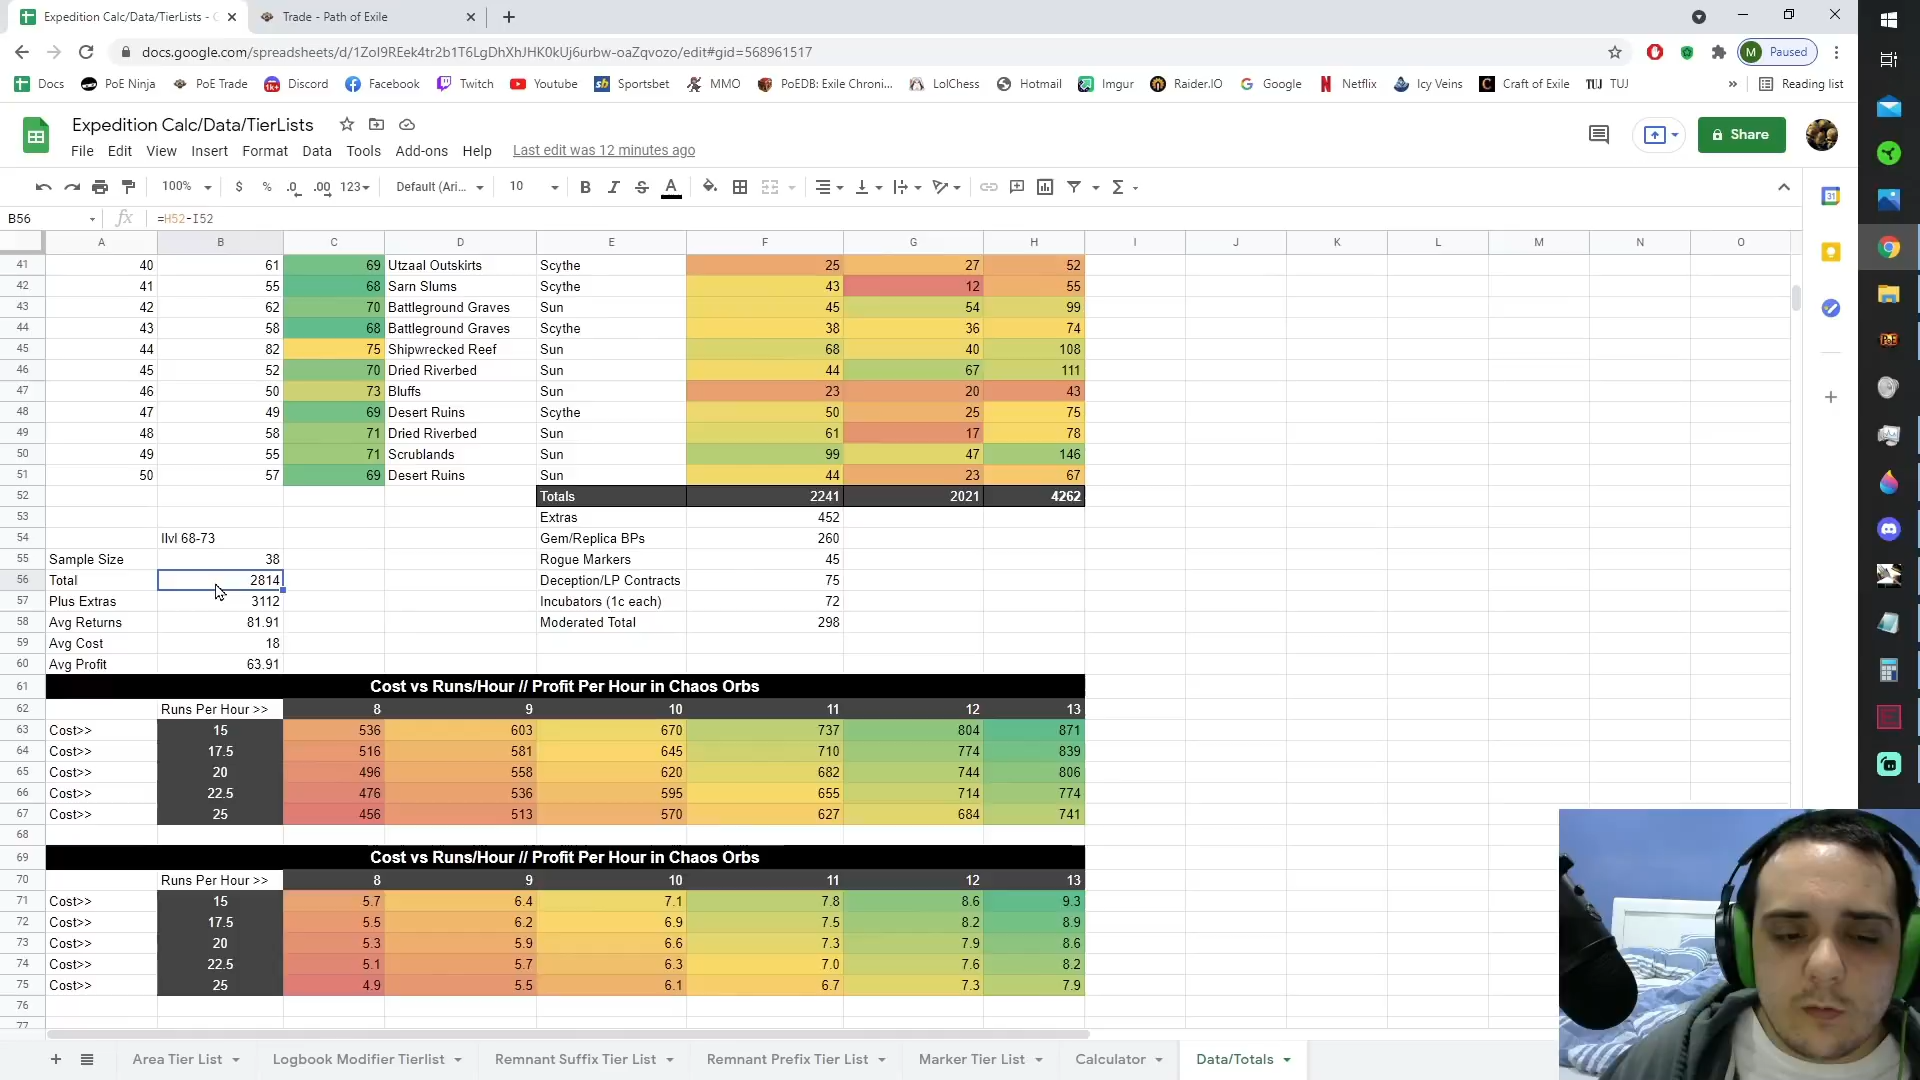 Expedition Calc/Data/TierLists -
Trade - Path of Exile
docs.google.com/spreadsheets/d/1ZoI9REek4tr2b1T6LgDhXhJHK0kUj6urbw-oaZqvozo/edit#gid=568961517
M Paused
Docs PoE Ninja PoE Trade Discord Facebook Twitch Youtube Sportsbet MMO PoEDB: Exile Chroni... LolChess Hotmail Imgur Raider.IO Google Netflix Icy Veins Craft of Exile TUJ » Reading list
Expedition Calc/Data/TierLists
Share
File Edit View Insert Format Data Tools Add-ons Help Last edit was 12 minutes ago
100% $ % .0 .00 123 Default (Ari... 10 B I S A Σ
B56 fx =H52-I52
A B C D E F G H I J K L M N O
41 40 61 69 Utzaal Outskirts Scythe 25 27 52
42 41 55 68 Sarn Slums Scythe 43 12 55
43 42 62 70 Battleground Graves Sun 45 54 99
44 43 58 68 Battleground Graves Scythe 38 36 74
45 44 82 75 Shipwrecked Reef Sun 68 40 108
46 45 52 70 Dried Riverbed Sun 44 67 111
47 46 50 73 Bluffs Sun 23 20 43
48 47 49 69 Desert Ruins Scythe 50 25 75
49 48 58 71 Dried Riverbed Sun 61 17 78
50 49 55 71 Scrublands Sun 99 47 146
51 50 57 69 Desert Ruins Sun 44 23 67
52 Totals 2241 2021 4262
53 Extras 452
54 Ilvl 68-73 Gem/Replica BPs 260
55 Sample Size 38 Rogue Markers 45
56 Total 2814 Deception/LP Contracts 75
57 Plus Extras 3112 Incubators (1c each) 72
58 Avg Returns 81.91 Moderated Total 298
59 Avg Cost 18
60 Avg Profit 63.91
61 Cost vs Runs/Hour // Profit Per Hour in Chaos Orbs
62 Runs Per Hour >> 8 9 10 11 12 13
63 Cost>> 15 536 603 670 737 804 871
64 Cost>> 17.5 516 581 645 710 774 839
65 Cost>> 20 496 558 620 682 744 806
66 Cost>> 22.5 476 536 595 655 714 774
67 Cost>> 25 456 513 570 627 684 741
68
69 Cost vs Runs/Hour // Profit Per Hour in Chaos Orbs
70 Runs Per Hour >> 8 9 10 11 12 13
71 Cost>> 15 5.7 6.4 7.1 7.8 8.6 9.3
72 Cost>> 17.5 5.5 6.2 6.9 7.5 8.2 8.9
73 Cost>> 20 5.3 5.9 6.6 7.3 7.9 8.6
74 Cost>> 22.5 5.1 5.7 6.3 7.0 7.6 8.2
75 Cost>> 25 4.9 5.5 6.1 6.7 7.3 7.9
76
77
Area Tier List Logbook Modifier Tierlist Remnant Suffix Tier List Remnant Prefix Tier List Marker Tier List Calculator Data/Totals